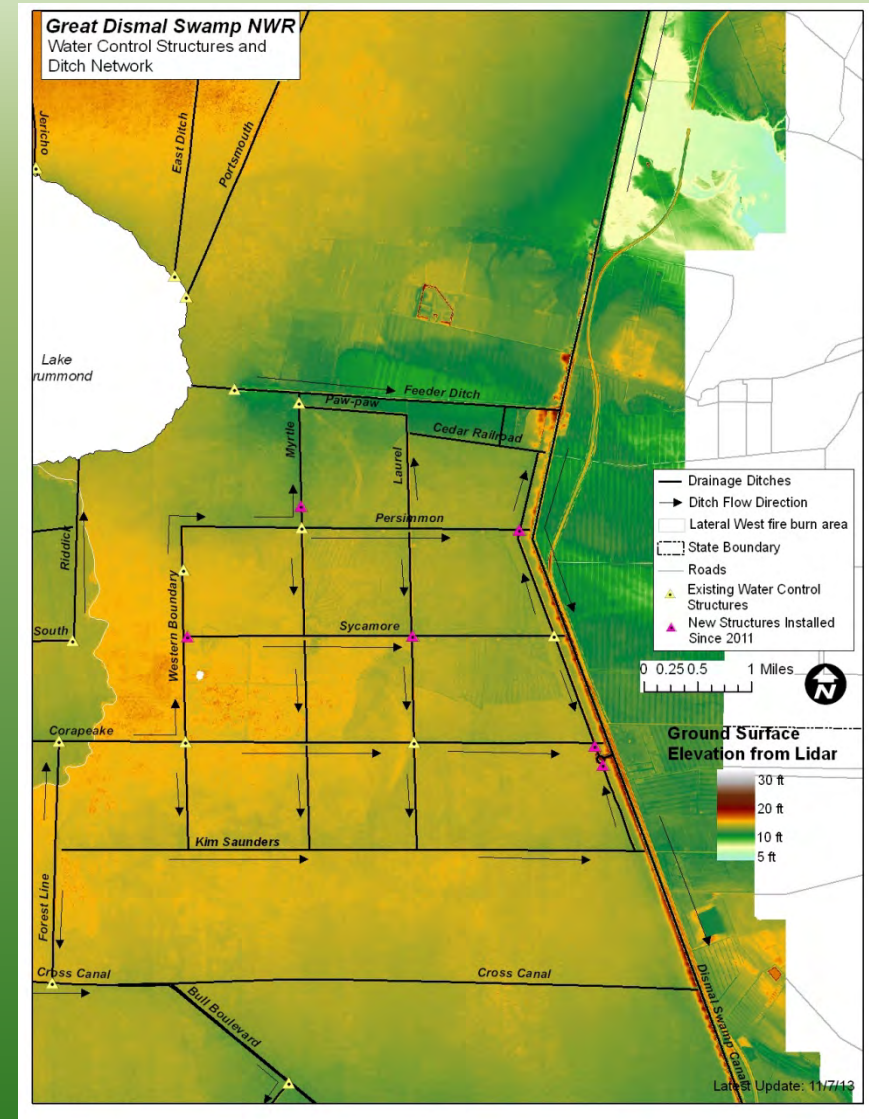 Great Dismal Swamp NWR
Water Control Structures and
Ditch Network
Jericho
East Ditch
Portsmouth
Lake
rummond
Feeder Ditch
Paw-paw
Cedar Railroad
Myrtle
Laurel
Persimmon
Riddick
Western Boundary
South
Sycamore
Corapeake
Kim Saunders
Forest Line
Cross Canal
Cross Canal
Bull Boulevard
Dismal Swamp Canal
Drainage Ditches
Ditch Flow Direction
Lateral West fire burn area
State Boundary
Roads
Existing Water Control
Structures
New Structures Installed
Since 2011
0 0.25 0.5 1 Miles
N
Ground Surface
Elevation from Lidar
30 ft
20 ft
10 ft
5 ft
Latest Update: 11/7/13